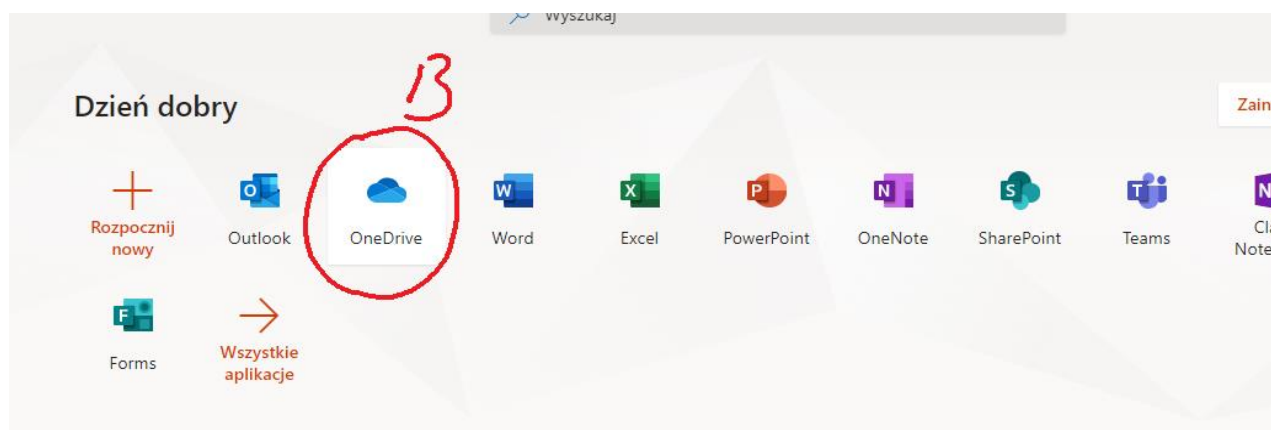 Wyszukaj
13
Dzień dobry
Zain
Rozpocznij
nowy
Outlook
OneDrive
Word
Excel
PowerPoint
OneNote
SharePoint
Teams
Cla
Note
Forms
Wszystkie
aplikacje